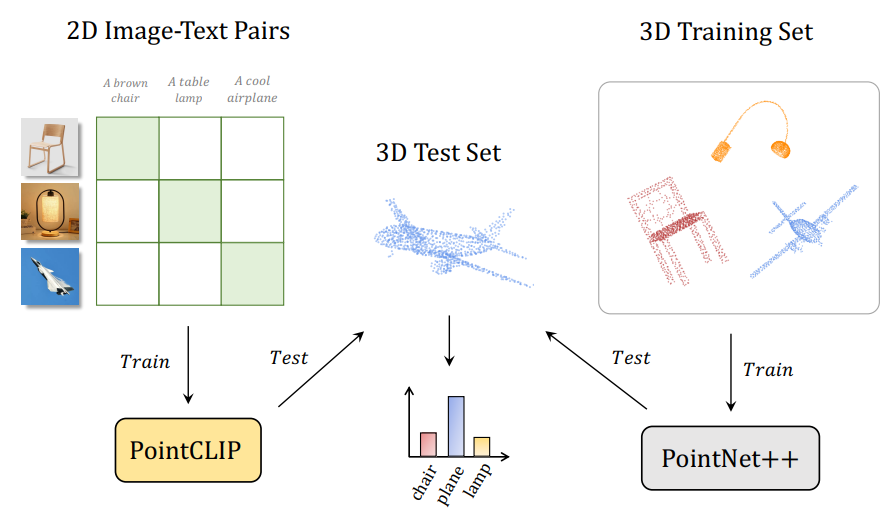 2D Image-Text Pairs
3D Training Set
A brown
chair
A table
lamp
A cool
airplane
3D Test Set
Train
Test
Test
Train
PointCLIP
chair
plane
lamp
PointNet++